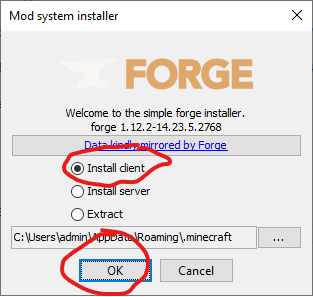 Mod system installer
FORGE
Welcome to the simple forge installer.
forge 1.12.2-14.23.5.2768
Data kindly mirrored by Forge
Install client
Install server
Extract
C:\Users\admin\AppData\Roaming\.minecraft
...
OK
Cancel